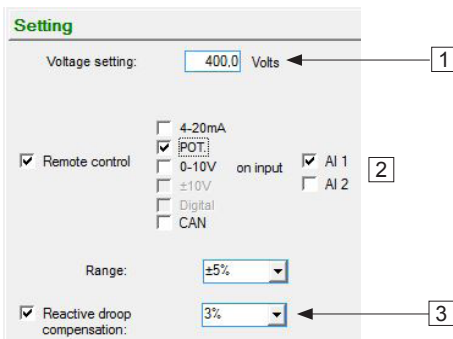 Setting
Voltage setting: 400,0 Volts 1
4-20mA
POT.
Remote control 0-10V on input AI 1 2
±10V AI 2
Digital
CAN
Range: ±5%
Reactive droop 3% 3
compensation: